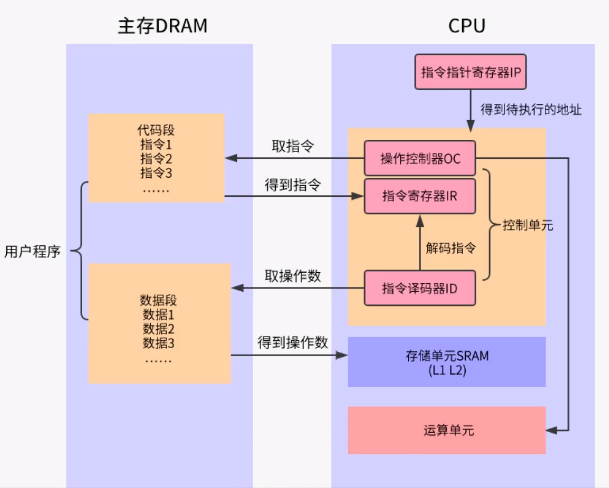 主存DRAM
CPU
指令指针寄存器IP
得到待执行的地址
代码段
指令1
指令2
指令3
......
取指令
操作控制器OC
得到指令
指令寄存器IR
控制单元
用户程序
解码指令
取操作数
指令译码器ID
数据段
数据1
数据2
数据3
......
得到操作数
存储单元SRAM
(L1 L2)
运算单元